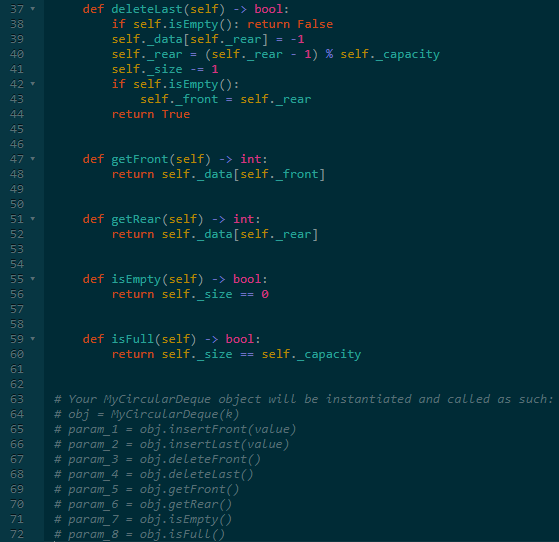 37 def deleteLast(self) -> bool:
38 if self.isEmpty(): return False
39 self._data[self._rear] = -1
40 self._rear = (self._rear - 1) % self._capacity
41 self._size -= 1
42 if self.isEmpty():
43 self._front = self._rear
44 return True
45
46
47 def getFront(self) -> int:
48 return self._data[self._front]
49
50
51 def getRear(self) -> int:
52 return self._data[self._rear]
53
54
55 def isEmpty(self) -> bool:
56 return self._size == 0
57
58
59 def isFull(self) -> bool:
60 return self._size == self._capacity
61
62
63 # Your MyCircularDeque object will be instantiated and called as such:
64 # obj = MyCircularDeque(k)
65 # param_1 = obj.insertFront(value)
66 # param_2 = obj.insertLast(value)
67 # param_3 = obj.deleteFront()
68 # param_4 = obj.deleteLast()
69 # param_5 = obj.getFront()
70 # param_6 = obj.getRear()
71 # param_7 = obj.isEmpty()
72 # param_8 = obj.isFull()